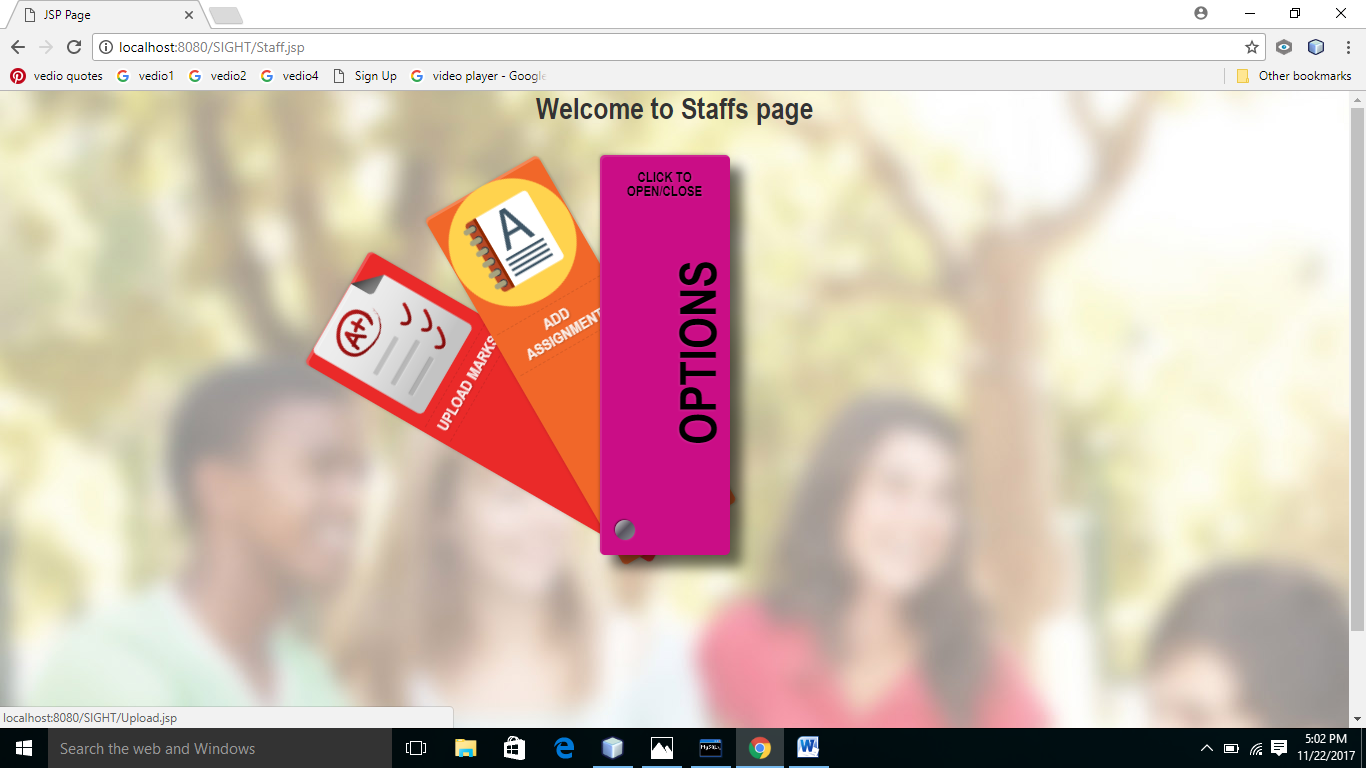 JSP Page
localhost:8080/SIGHT/Staff.jsp
vedio quotes
vedio1
vedio2
vedio4
Sign Up
video player - Google
Other bookmarks
Welcome to Staffs page
CLICK TO
OPEN/CLOSE
OPTIONS
A
ADD
ASSIGNMENT
A+
UPLOAD MARKS
localhost:8080/SIGHT/Upload.jsp
Search the web and Windows
MySQL
5:02 PM
11/22/2017